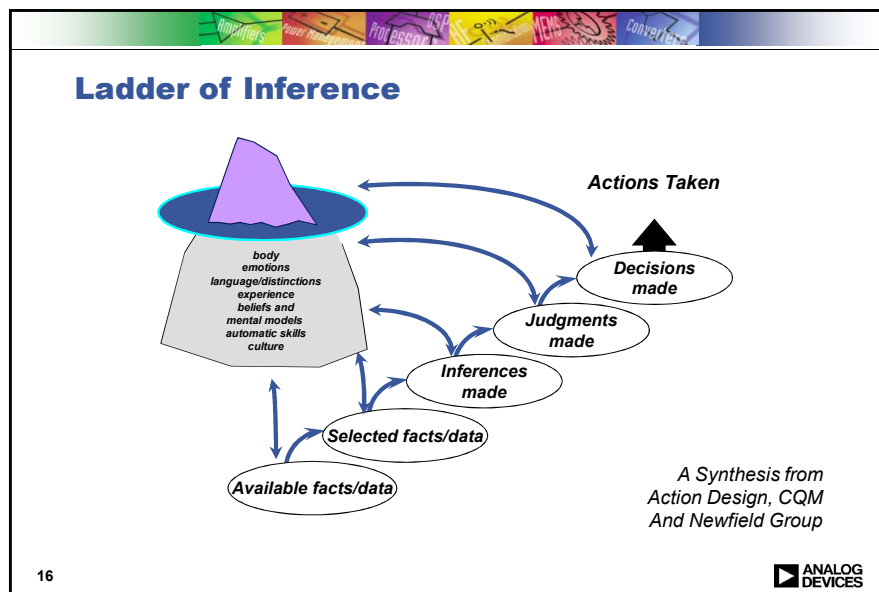 Amplifiers Power Management Processors DSP RF MEMS Converters
Ladder of Inference
Actions Taken
body
emotions
language/distinctions
experience
beliefs and
mental models
automatic skills
culture
Decisions
made
Judgments
made
Inferences
made
Selected facts/data
Available facts/data
A Synthesis from
Action Design, CQM
And Newfield Group
16
ANALOG
DEVICES